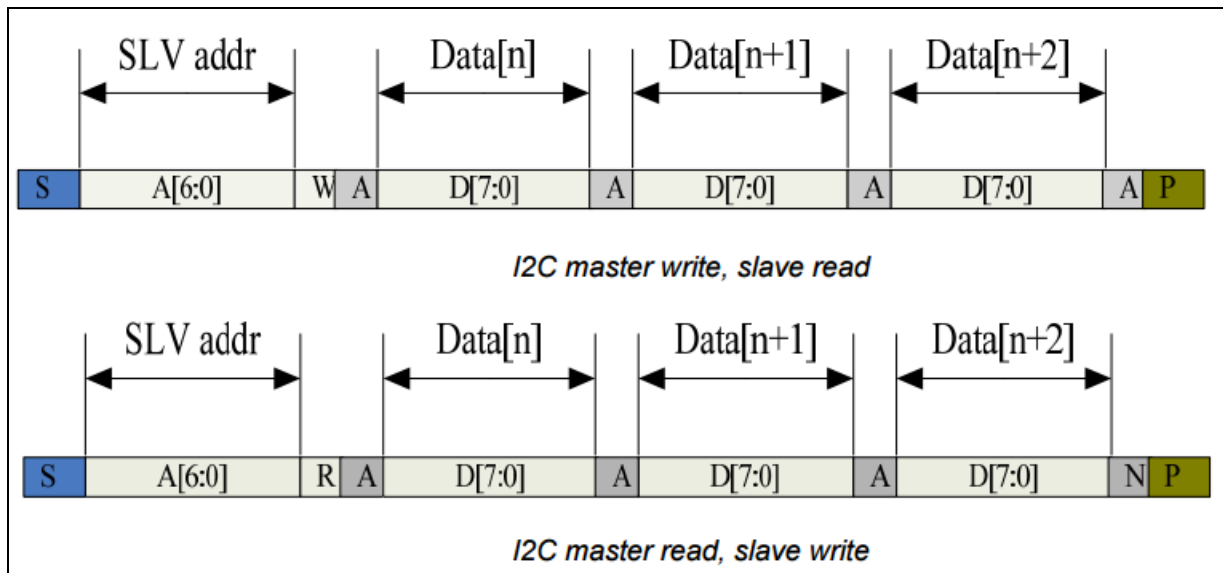 SLV addr Data[n] Data[n+1] Data[n+2]
S A[6:0] W A D[7:0] A D[7:0] A D[7:0] A P
I2C master write, slave read
SLV addr Data[n] Data[n+1] Data[n+2]
S A[6:0] R A D[7:0] A D[7:0] A D[7:0] N P
I2C master read, slave write